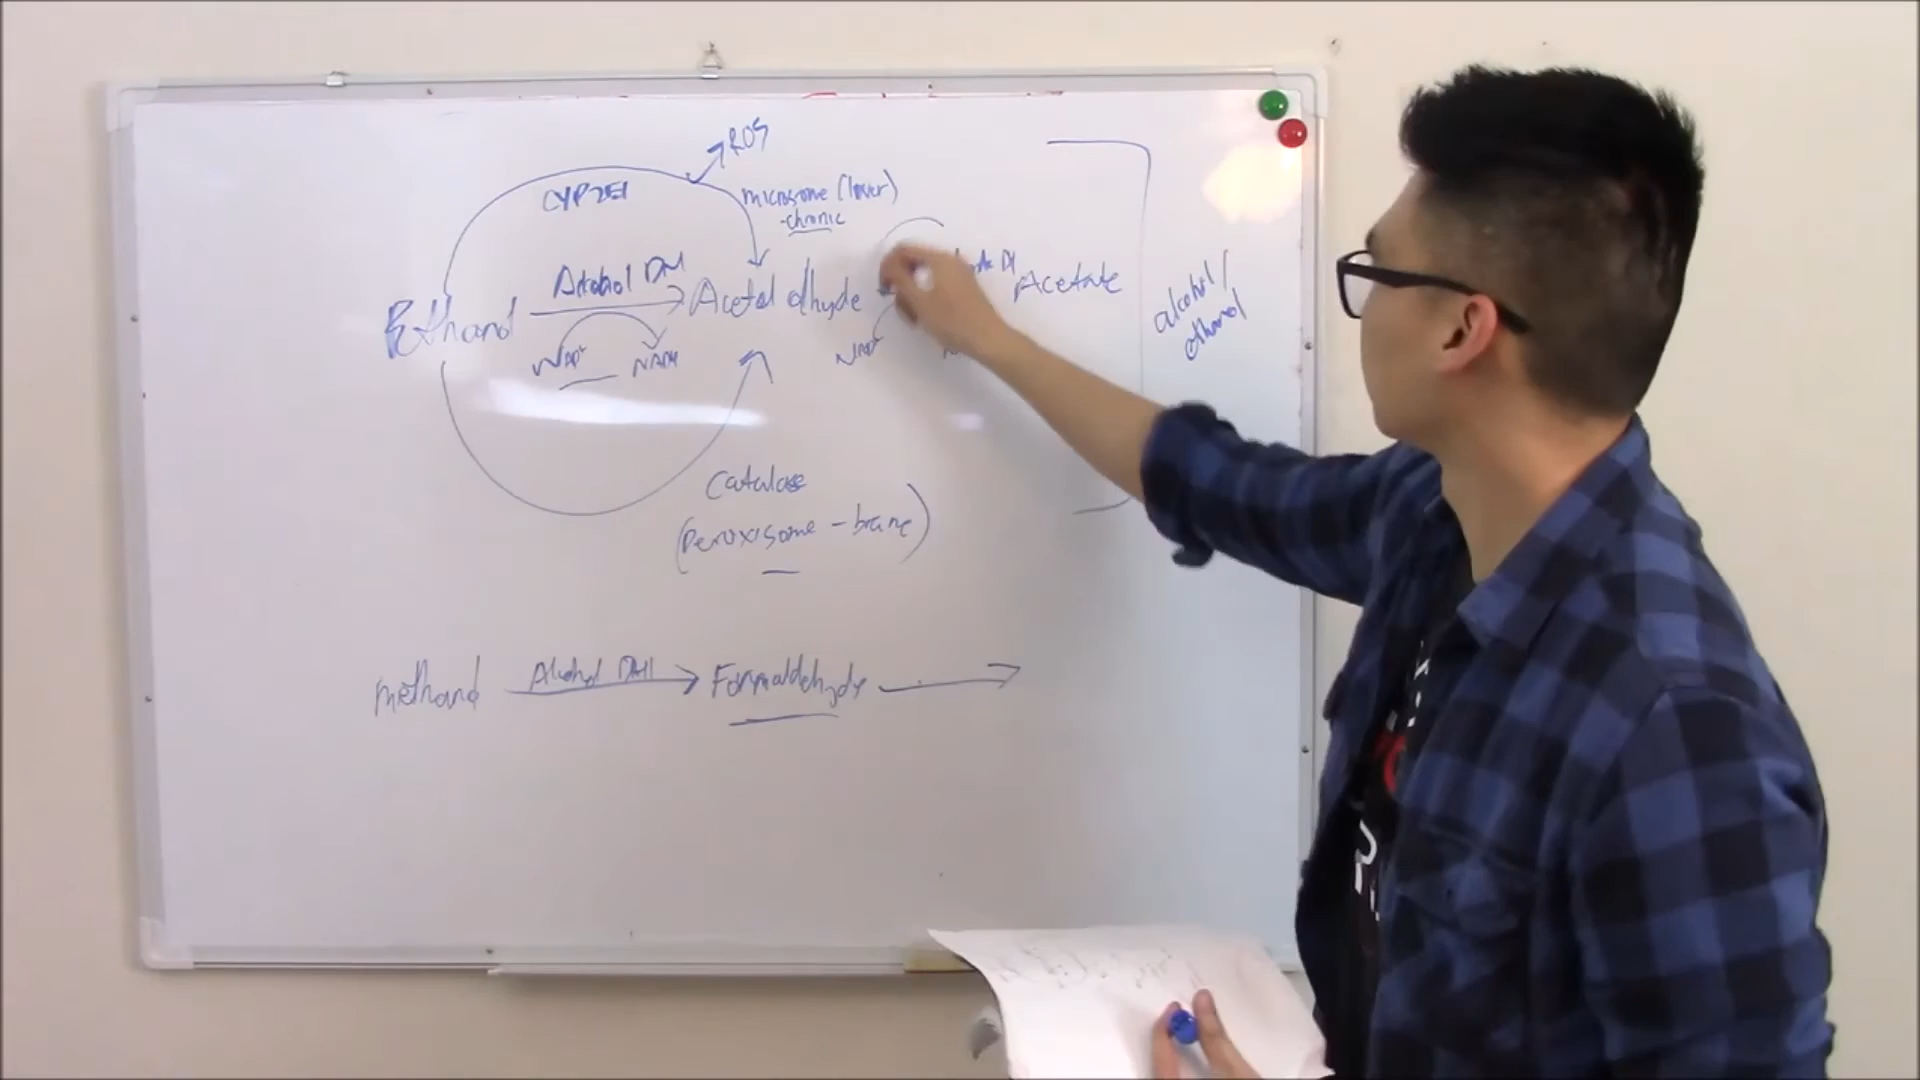 ROS
CYP2E1
microsome (liver)
-chronic
Alcohol DH
Ethanol
Acetaldhyde
Acetate
alcohol/
ethanol
NAD+
NADH
NAD+
Catalase
(Peroxisome - brane)
methanol
Alcohol DH
Formaldehyde